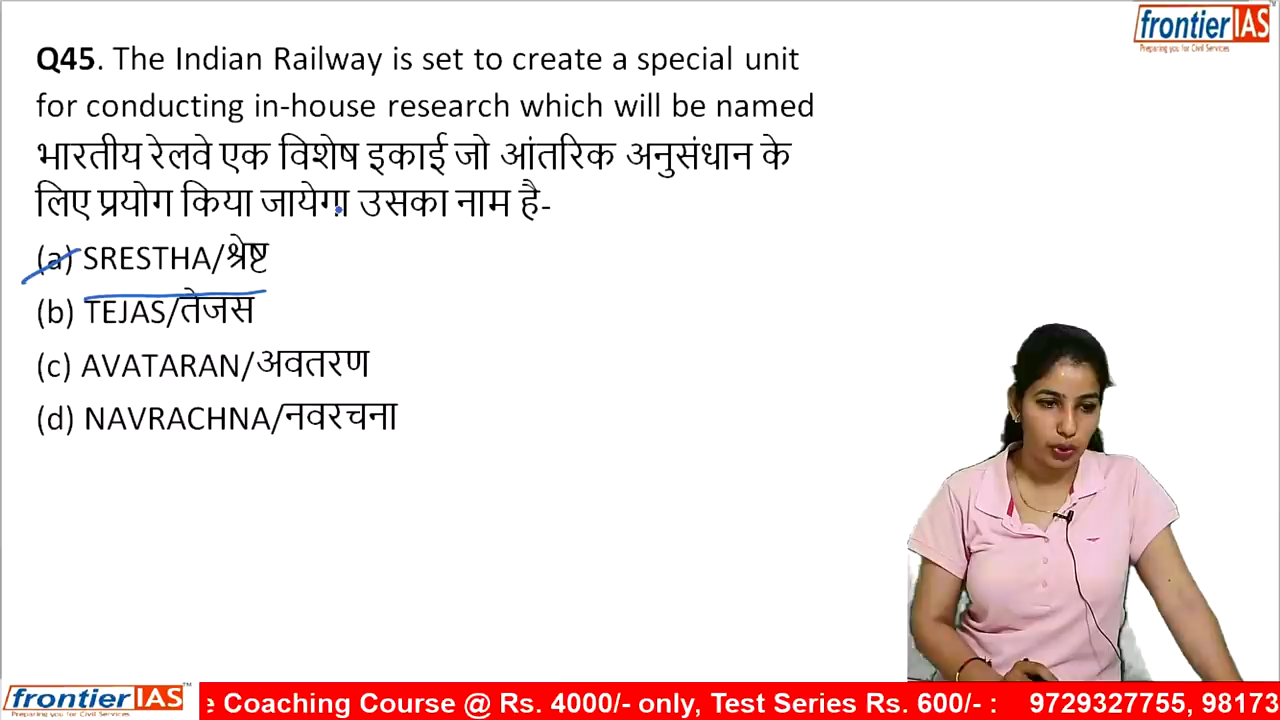 frontierIAS
Preparing you for Civil Services
Q45. The Indian Railway is set to create a special unit
for conducting in-house research which will be named
भारतीय रेलवे एक विशेष इकाई जो आंतरिक अनुसंधान के
लिए प्रयोग किया जायेगा उसका नाम है-
(a) SRESTHA/श्रेष्ट
(b) TEJAS/तेजस
(c) AVATARAN/अवतरण
(d) NAVRACHNA/नवरचना
frontierIAS™
Preparing you for Civil Services
e Coaching Course @ Rs. 4000/- only, Test Series Rs. 600/- : 9729327755, 98173